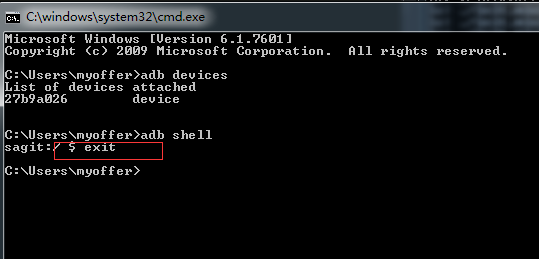 C:\windows\system32\cmd.exe
Microsoft Windows [Version 6.1.7601]
Copyright (c) 2009 Microsoft Corporation.  All rights reserved.
C:\Users\myoffer>adb devices
List of devices attached
27b9a026        device
C:\Users\myoffer>adb shell
sagit:/ $ exit
C:\Users\myoffer>